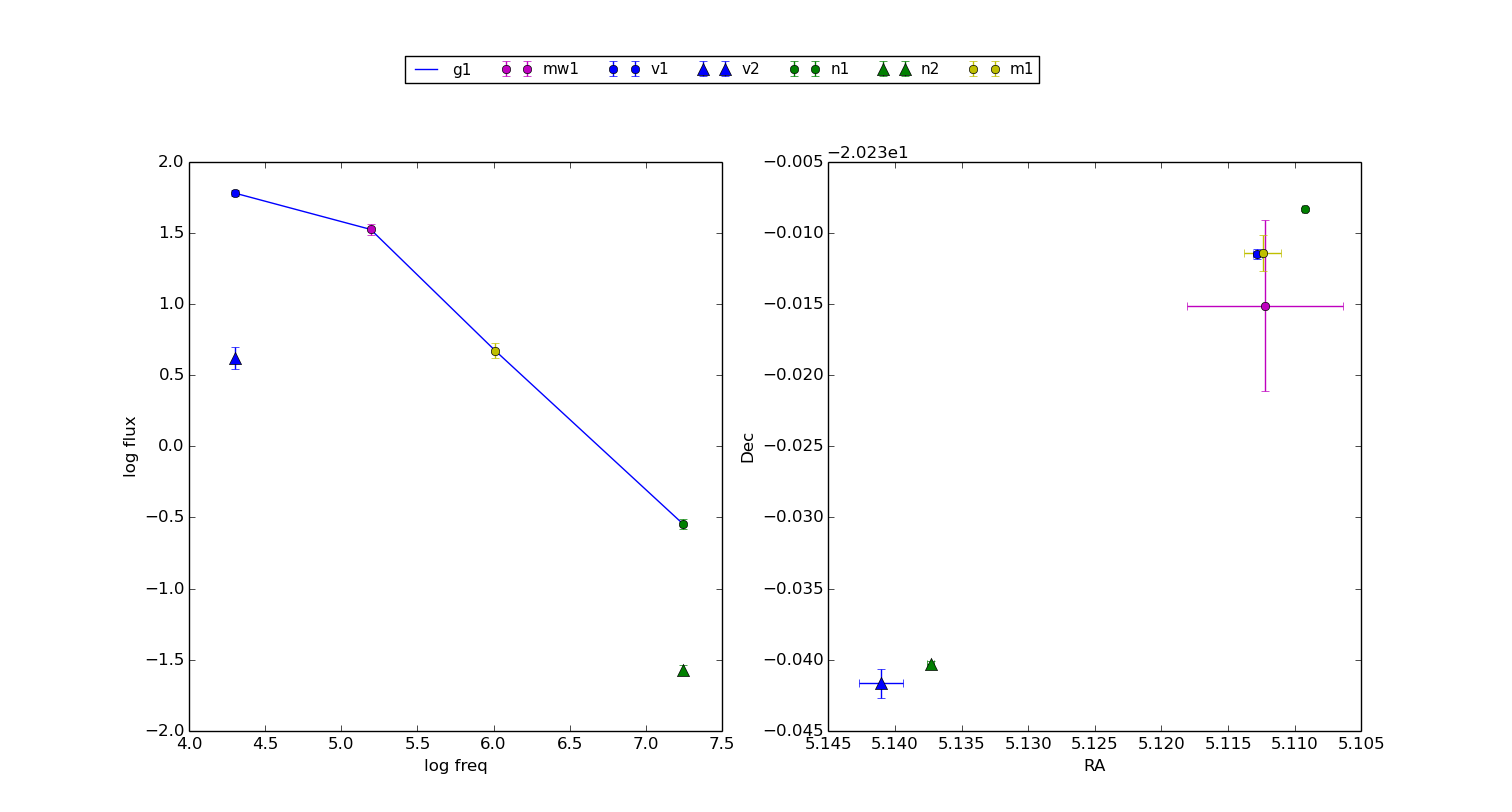 g1 mw1 v1 v2 n1 n2 m1
−2.023e1
2.0 −0.005
1.5 −0.010
1.0 −0.015
0.5 −0.020
0.0 −0.025
−0.5 −0.030
−1.0 −0.035
−1.5 −0.040
−2.0 −0.045
log flux
Dec
4.0 4.5 5.0 5.5 6.0 6.5 7.0 7.5
5.145 5.140 5.135 5.130 5.125 5.120 5.115 5.110 5.105
log freq
RA